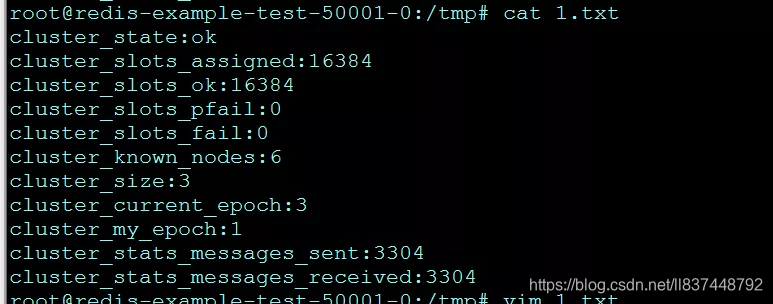 root@redis-example-test-50001-0:/tmp# cat 1.txt
cluster_state:ok
cluster_slots_assigned:16384
cluster_slots_ok:16384
cluster_slots_pfail:0
cluster_slots_fail:0
cluster_known_nodes:6
cluster_size:3
cluster_current_epoch:3
cluster_my_epoch:1
cluster_stats_messages_sent:3304
cluster_stats_messages_received:3304
https://blog.csdn.net/ll837448792
root@redis-example-test-50001-0:/tmp# vim 1.txt